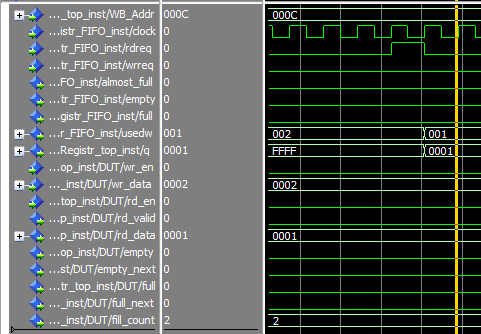 ..._top_inst/WB_Addr 000C 000C
...istr_FIFO_inst/clock 0
...tr_FIFO_inst/rdreq 0
...tr_FIFO_inst/wrreq 0
...FO_inst/almost_full 0
...tr_FIFO_inst/empty 0
...gistr_FIFO_inst/full 0
...r_FIFO_inst/usedw 001 002 001
...Registr_top_inst/q 0001 FFFF 0001
...op_inst/DUT/wr_en 0
..._inst/DUT/wr_data 0002 0002
...top_inst/DUT/rd_en 0
...p_inst/DUT/rd_valid 0
...p_inst/DUT/rd_data 0001 0001
...op_inst/DUT/empty 0
...st/DUT/empty_next 0
...tr_top_inst/DUT/full 0
..._inst/DUT/full_next 0
..._inst/DUT/fill_count 2 2